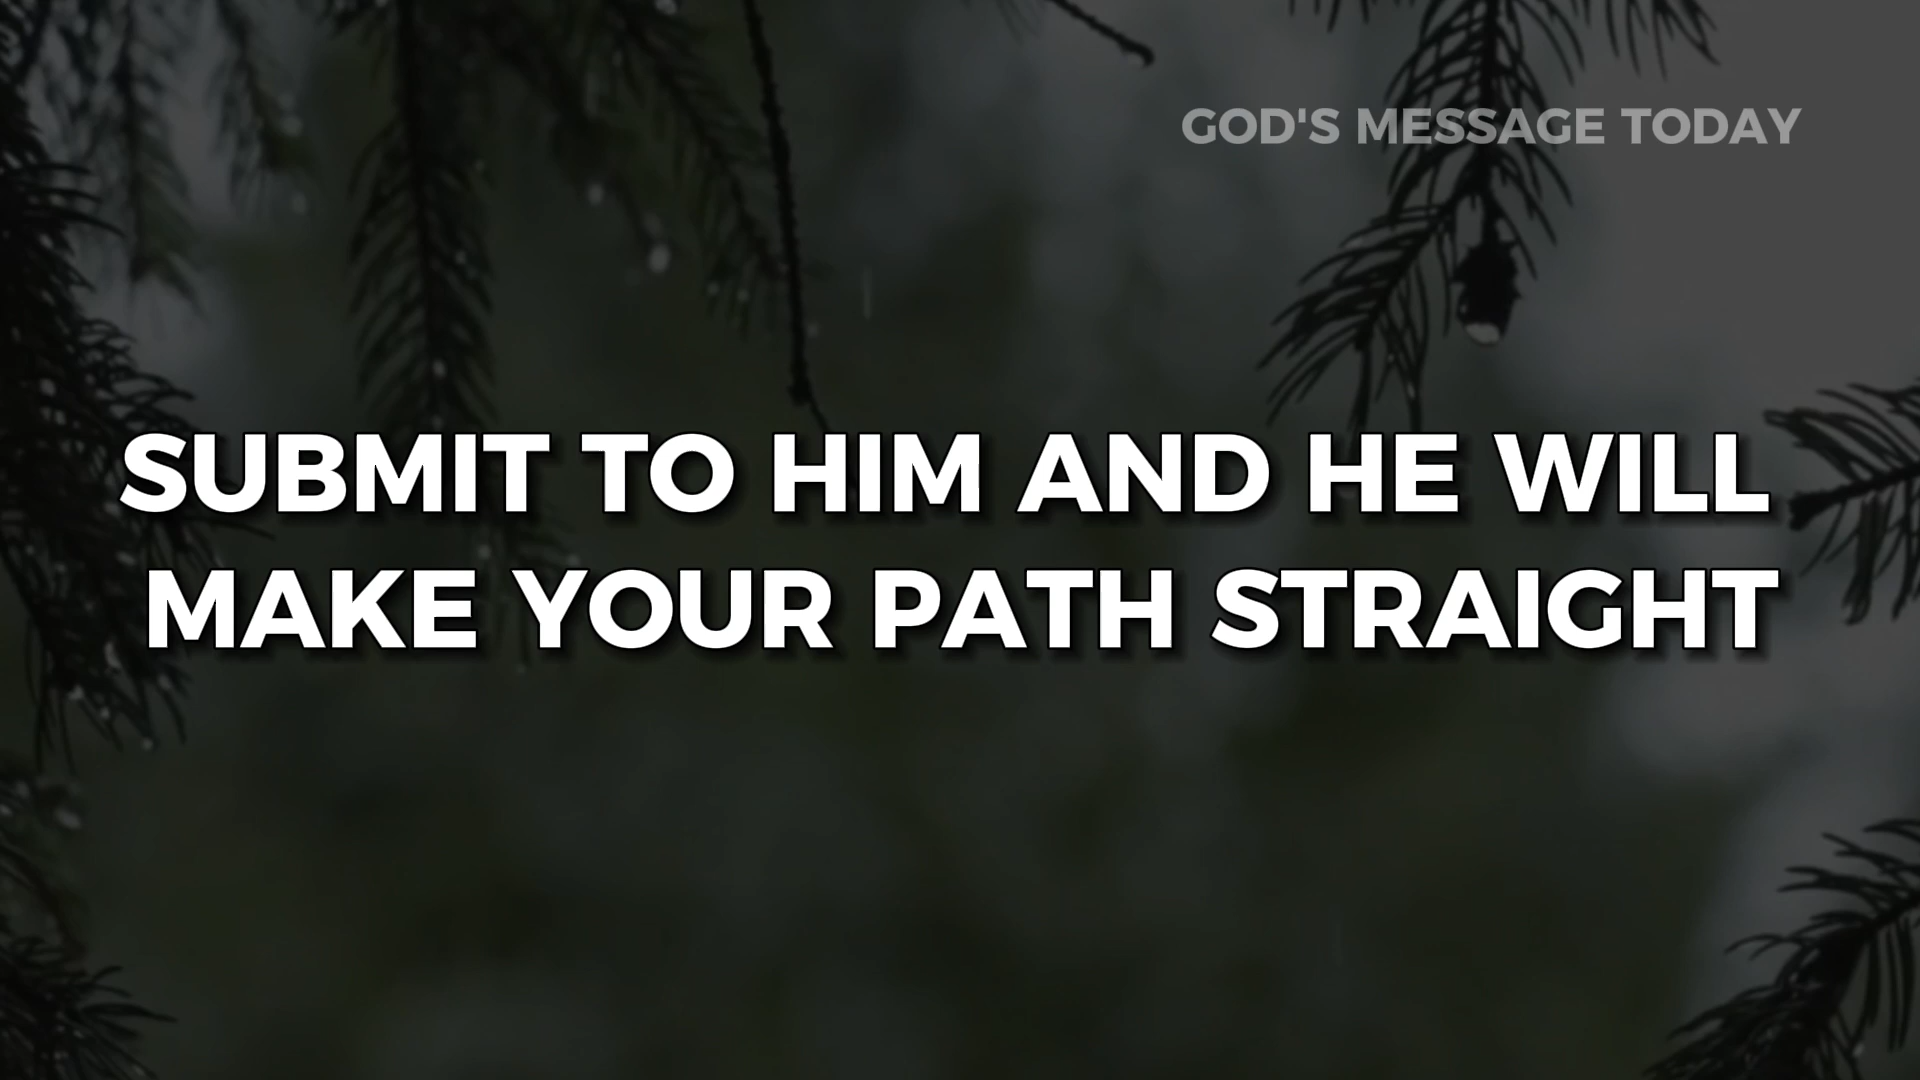 GOD'S MESSAGE TODAY
SUBMIT TO HIM AND HE WILL
MAKE YOUR PATH STRAIGHT